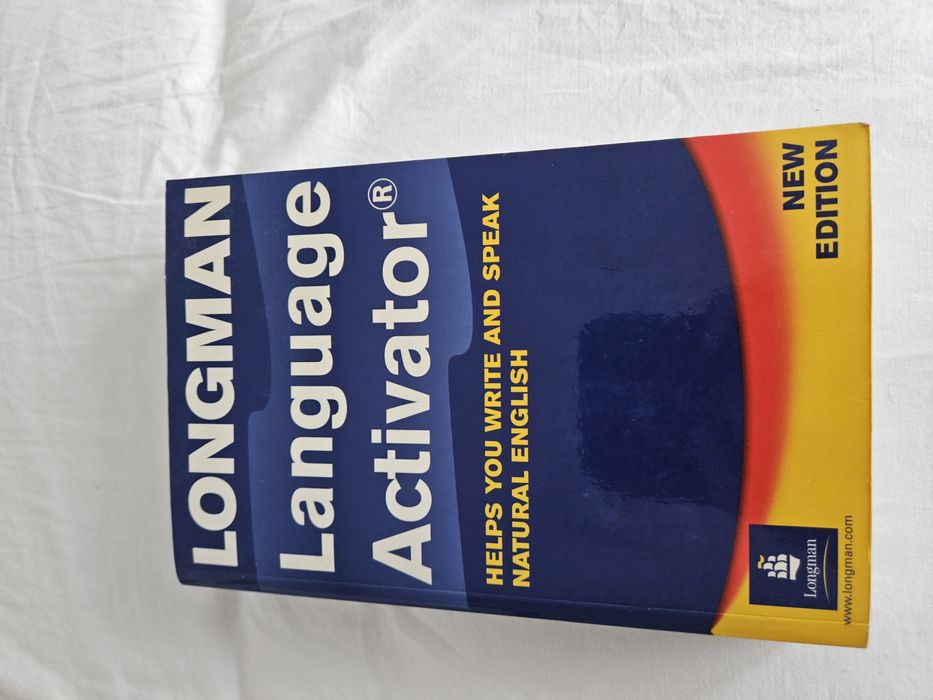 LONGMAN
Language
Activator®
HELPS YOU WRITE AND SPEAK
NATURAL ENGLISH
NEW
EDITION
Longman
www.longman.com